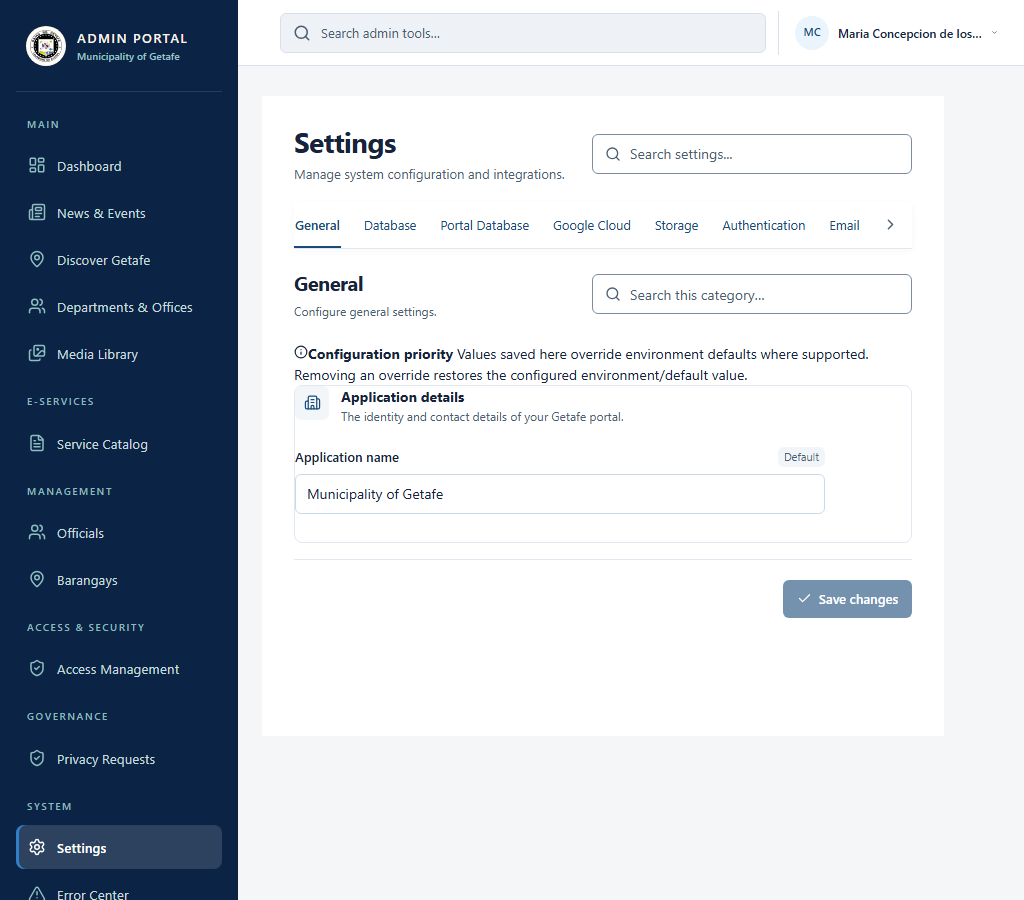 ADMIN PORTAL
Municipality of Getafe
Search admin tools...
MC
Maria Concepcion de los...
MAIN
Dashboard
News & Events
Discover Getafe
Departments & Offices
Media Library
E-SERVICES
Service Catalog
MANAGEMENT
Officials
Barangays
ACCESS & SECURITY
Access Management
GOVERNANCE
Privacy Requests
SYSTEM
Settings
Error Center
Settings
Manage system configuration and integrations.
Search settings...
General Database Portal Database Google Cloud Storage Authentication Email
General
Configure general settings.
Search this category...
Configuration priority Values saved here override environment defaults where supported.
Removing an override restores the configured environment/default value.
Application details
The identity and contact details of your Getafe portal.
Application name
Default
Municipality of Getafe
Save changes